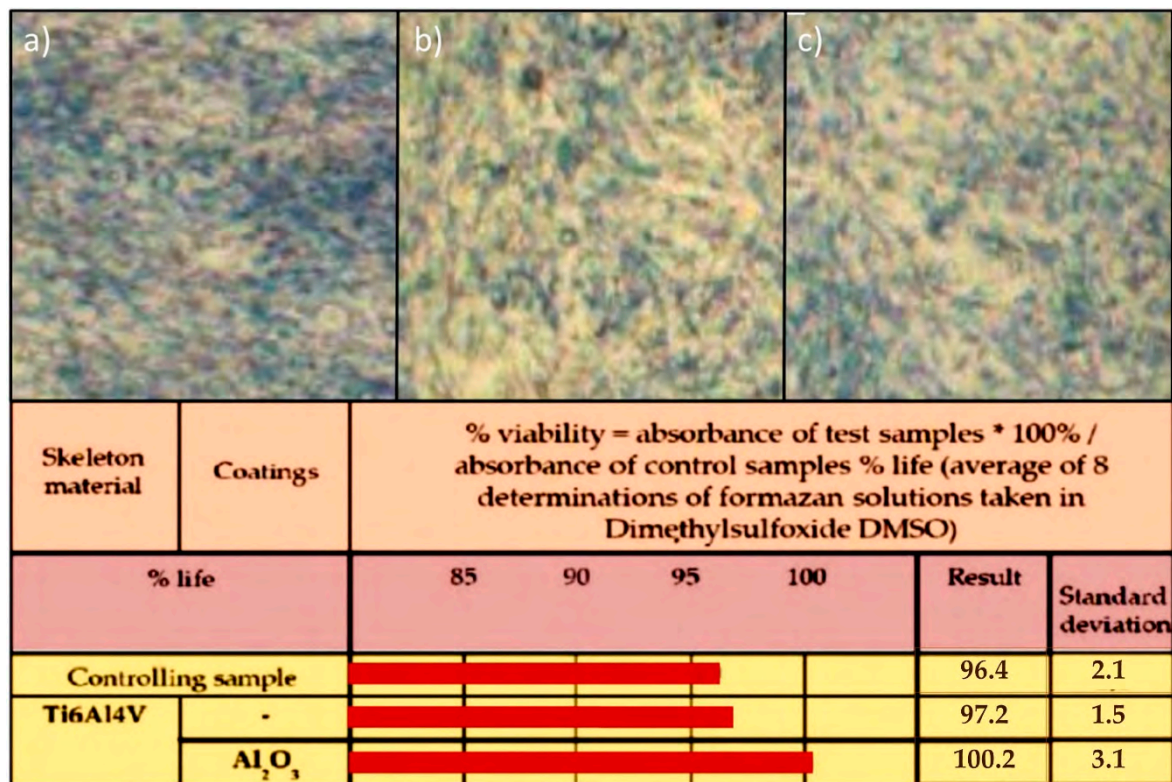 a)
b)
c)
Skeleton
material
Coatings
% viability = absorbance of test samples * 100% /
absorbance of control samples % life (average of 8
determinations of formazan solutions taken in
Dimethylsulfoxide DMSO)
% life
85 90 95 100
Result
Standard
deviation
Controlling sample
96.4
2.1
Ti6Al4V
-
97.2
1.5
Al₂O₃
100.2
3.1